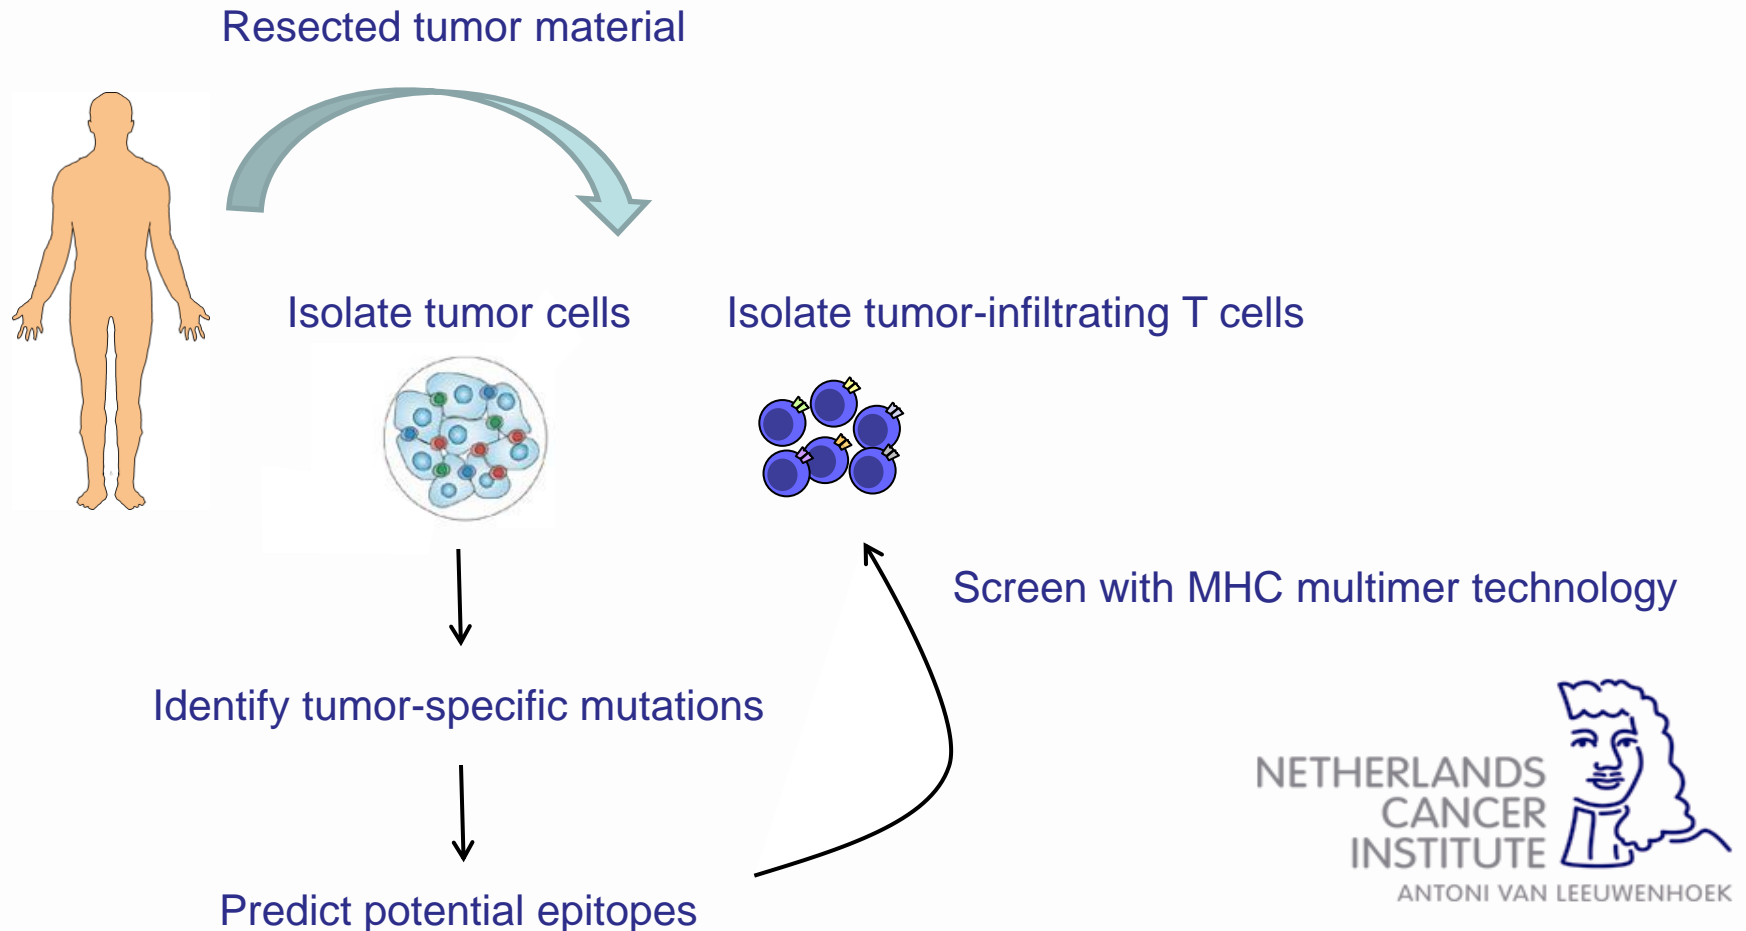 Resected tumor material
Isolate tumor cells
Isolate tumor-infiltrating T cells
Screen with MHC multimer technology
Identify tumor-specific mutations
Predict potential epitopes
NETHERLANDS
CANCER
INSTITUTE
ANTONI VAN LEEUWENHOEK